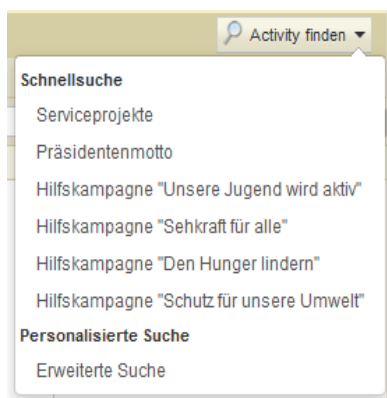 Activity finden
Schnellsuche
Serviceprojekte
Präsidentenmotto
Hilfskampagne "Unsere Jugend wird aktiv"
Hilfskampagne "Sehkraft für alle"
Hilfskampagne "Den Hunger lindern"
Hilfskampagne "Schutz für unsere Umwelt"
Personalisierte Suche
Erweiterte Suche